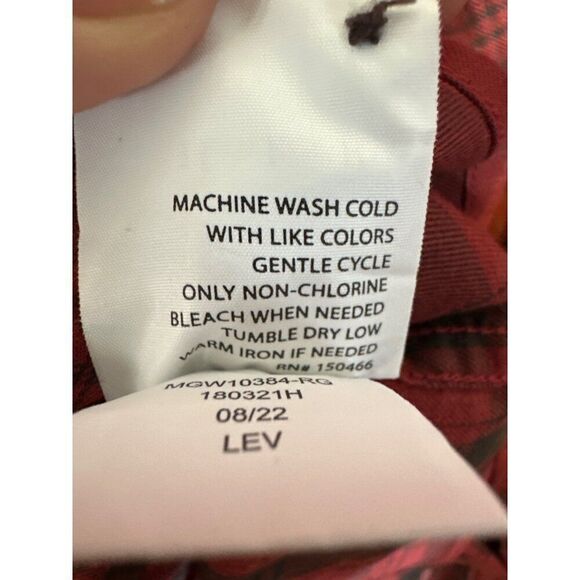 MACHINE WASH COLD
WITH LIKE COLORS
GENTLE CYCLE
ONLY NON-CHLORINE
BLEACH WHEN NEEDED
TUMBLE DRY LOW
WARM IRON IF NEEDED
RN# 150466
MGW10384-RG
180321H
08/22
LEV